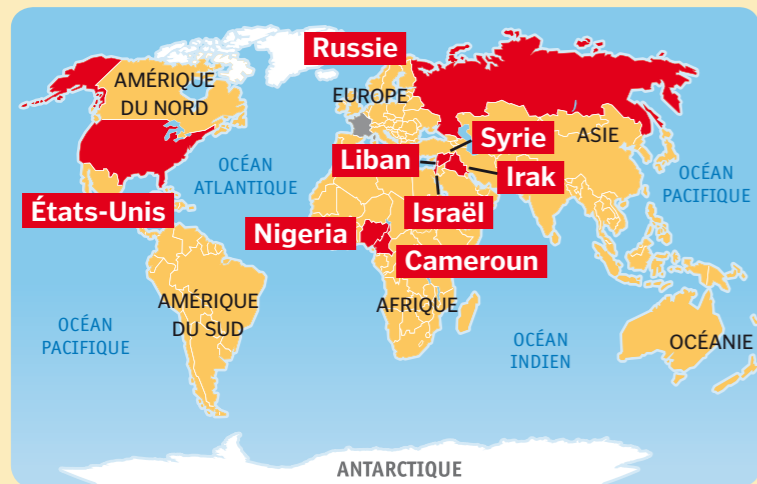 Russie
AMÉRIQUE
DU NORD
EUROPE
ASIE
Syrie
Liban
Irak
OCÉAN
ATLANTIQUE
OCÉAN
PACIFIQUE
États-Unis
Israël
Nigeria
Cameroun
AMÉRIQUE
DU SUD
AFRIQUE
OCÉAN
PACIFIQUE
OCÉAN
INDIEN
OCÉANIE
ANTARCTIQUE